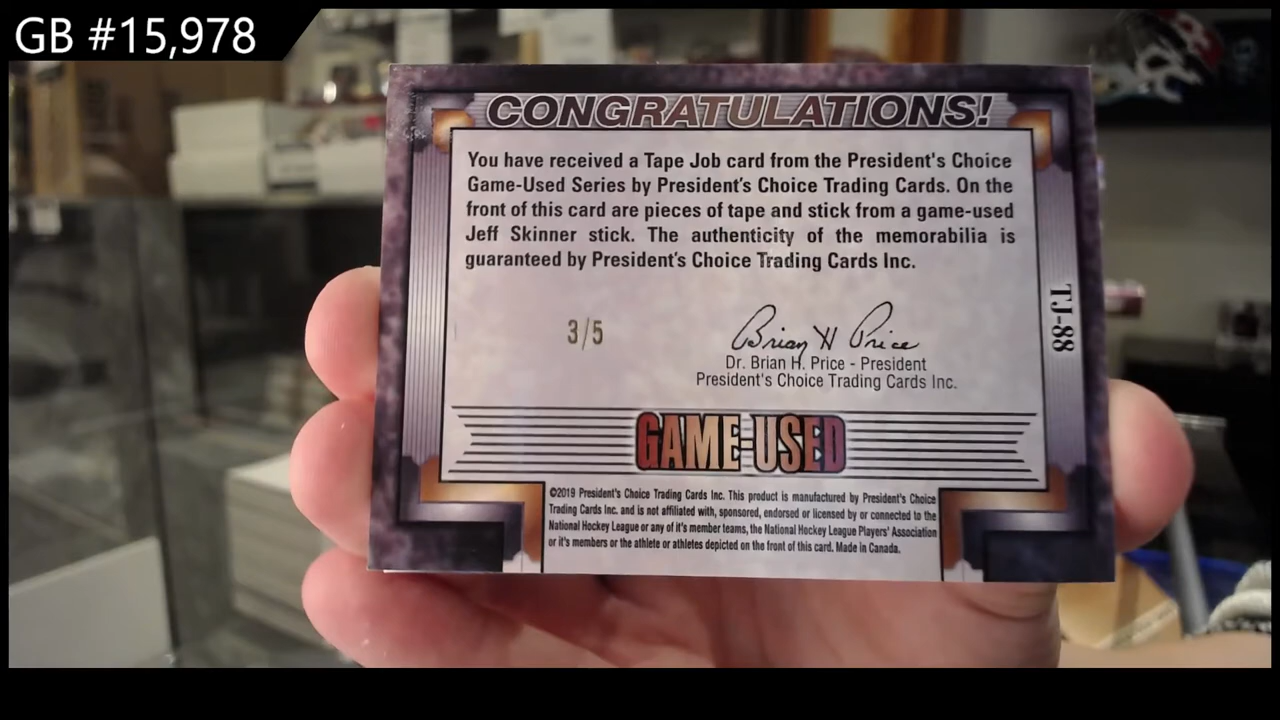 GB #15,978
CONGRATULATIONS!
You have received a Tape Job card from the President's Choice
Game-Used Series by President's Choice Trading Cards. On the
front of this card are pieces of tape and stick from a game-used
Jeff Skinner stick. The authenticity of the memorabilia is
guaranteed by President's Choice Trading Cards Inc.
TJ-88
3/5
Brian H Price
Dr. Brian H. Price - President
President's Choice Trading Cards Inc.
GAME-USED
©2019 President's Choice Trading Cards Inc. This product is manufactured by President's Choice
Trading Cards Inc. and is not affiliated with, sponsored, endorsed or licensed by or connected to the
National Hockey League or any of it's member teams, the National Hockey League Players' Association
or it's members or the athlete or athletes depicted on the front of this card. Made in Canada.